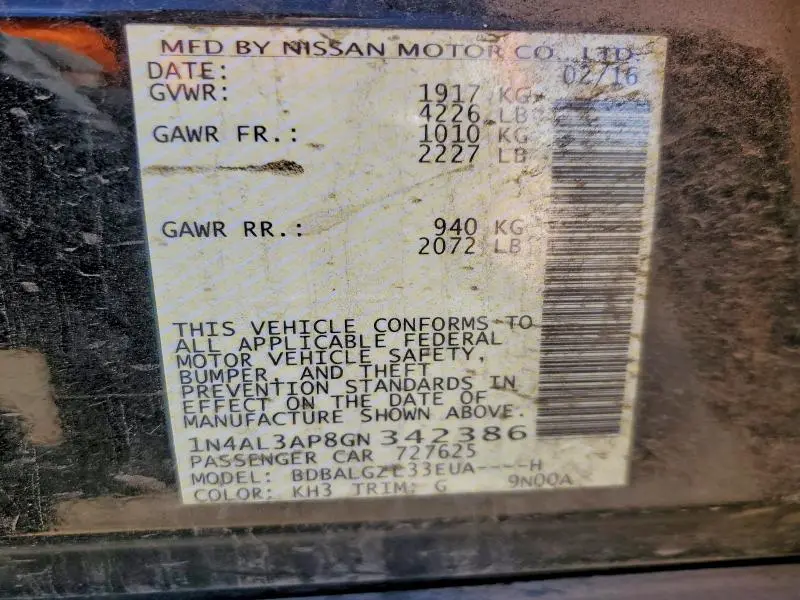 MFD BY NISSAN MOTOR CO., LTD.
DATE: 02/16
GVWR: 1917 KG
4226 LB
GAWR FR.: 1010 KG
2227 LB
GAWR RR.: 940 KG
2072 LB
THIS VEHICLE CONFORMS TO
ALL APPLICABLE FEDERAL
MOTOR VEHICLE SAFETY,
BUMPER, AND THEFT
PREVENTION STANDARDS IN
EFFECT ON THE DATE OF
MANUFACTURE SHOWN ABOVE.
1N4AL3AP8GN342386
PASSENGER CAR 727625
MODEL: BDBALGZL33EUA----H
COLOR: KH3 TRIM: G 9N00A